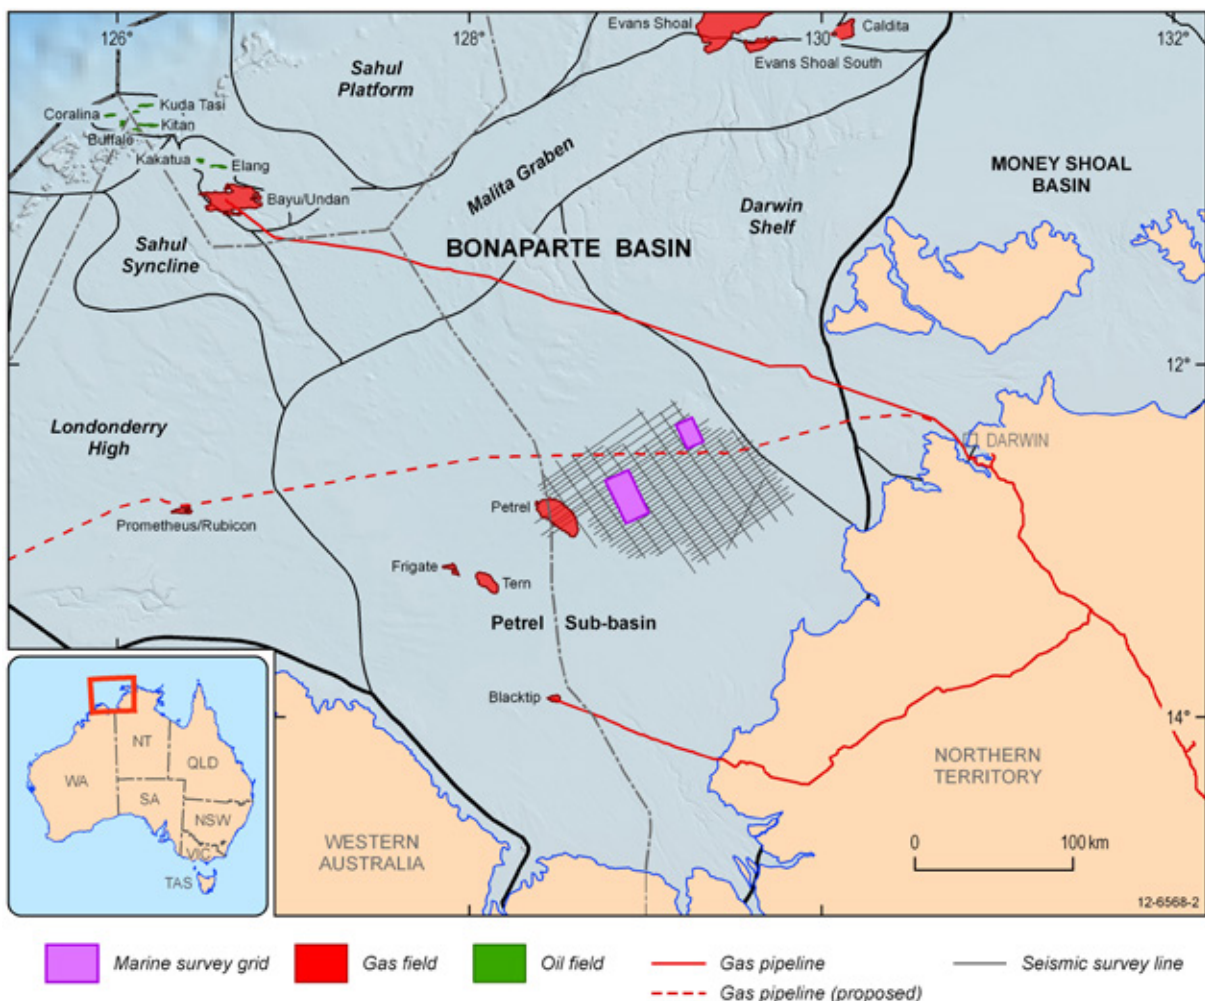 126°
128°
130°
132°
Evans Shoal
Caldita
Evans Shoal South
Sahul
Platform
Coralina
Kuda Tasi
Kitan
Buffalo
Kakatua
Elang
Bayu/Undan
Malita Graben
MONEY SHOAL
BASIN
Darwin
Shelf
Sahul
Syncline
BONAPARTE BASIN
12°
Londonderry
High
DARWIN
Prometheus/Rubicon
Petrel
Frigate
Tern
Petrel Sub-basin
Blacktip
14°
NORTHERN
TERRITORY
WESTERN
AUSTRALIA
0 100 km
12-6568-2
NT
WA
QLD
SA
NSW
VIC
TAS
Marine survey grid
Gas field
Oil field
Gas pipeline
Seismic survey line
Gas pipeline (proposed)